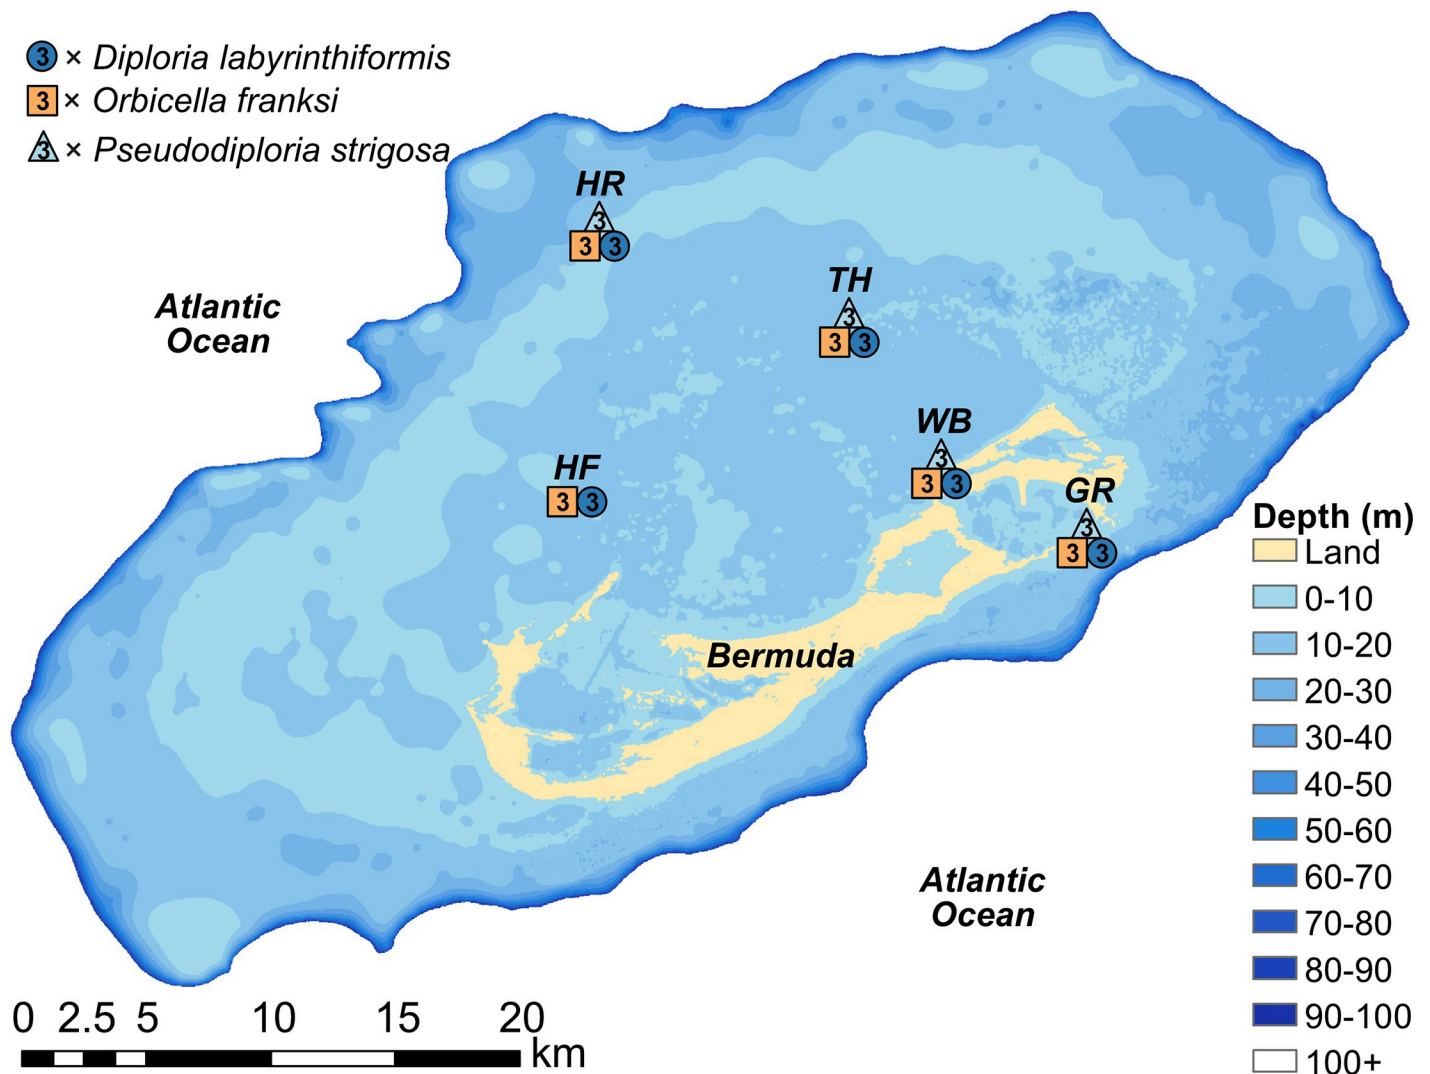 3 × Diploria labyrinthiformis
3 × Orbicella franksi
3 × Pseudodiploria strigosa
HR
3
3 3
TH
3
3 3
Atlantic
Ocean
WB
3
3 3
HF
3 3
GR
3
3 3
Bermuda
Atlantic
Ocean
Depth (m)
Land
0-10
10-20
20-30
30-40
40-50
50-60
60-70
70-80
80-90
90-100
100+
0 2.5 5 10 15 20
km